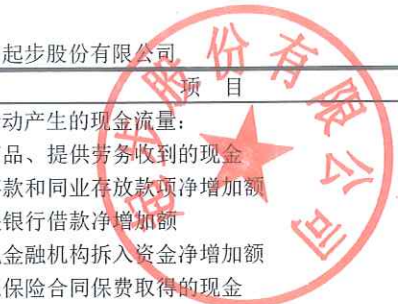 起步股份有限公司
项 目
动产生的现金流量：
品、提供劳务收到的现金
款和同业存放款项净增加额
银行借款净增加额
金融机构拆入资金净增加额
保险合同保费取得的现金
起步股份有限公司